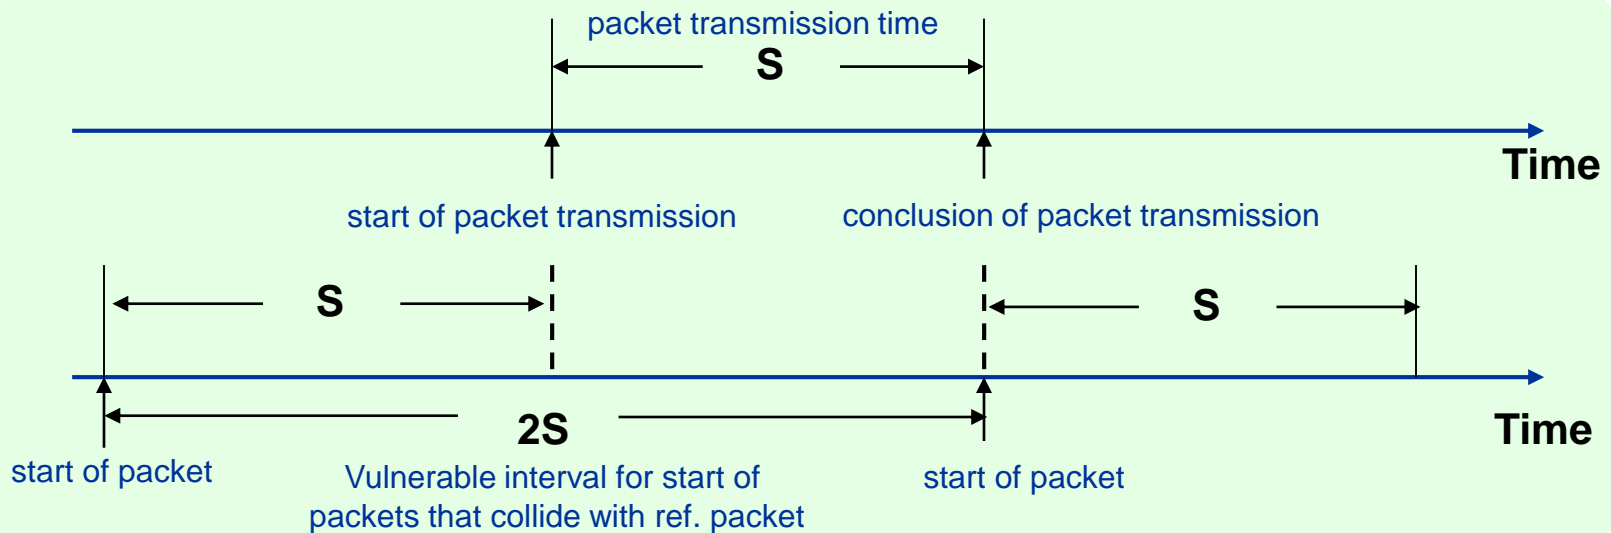 packet transmission time
S
Time
start of packet transmission
conclusion of packet transmission
S
S
2S
Time
start of packet
Vulnerable interval for start of
packets that collide with ref. packet
start of packet